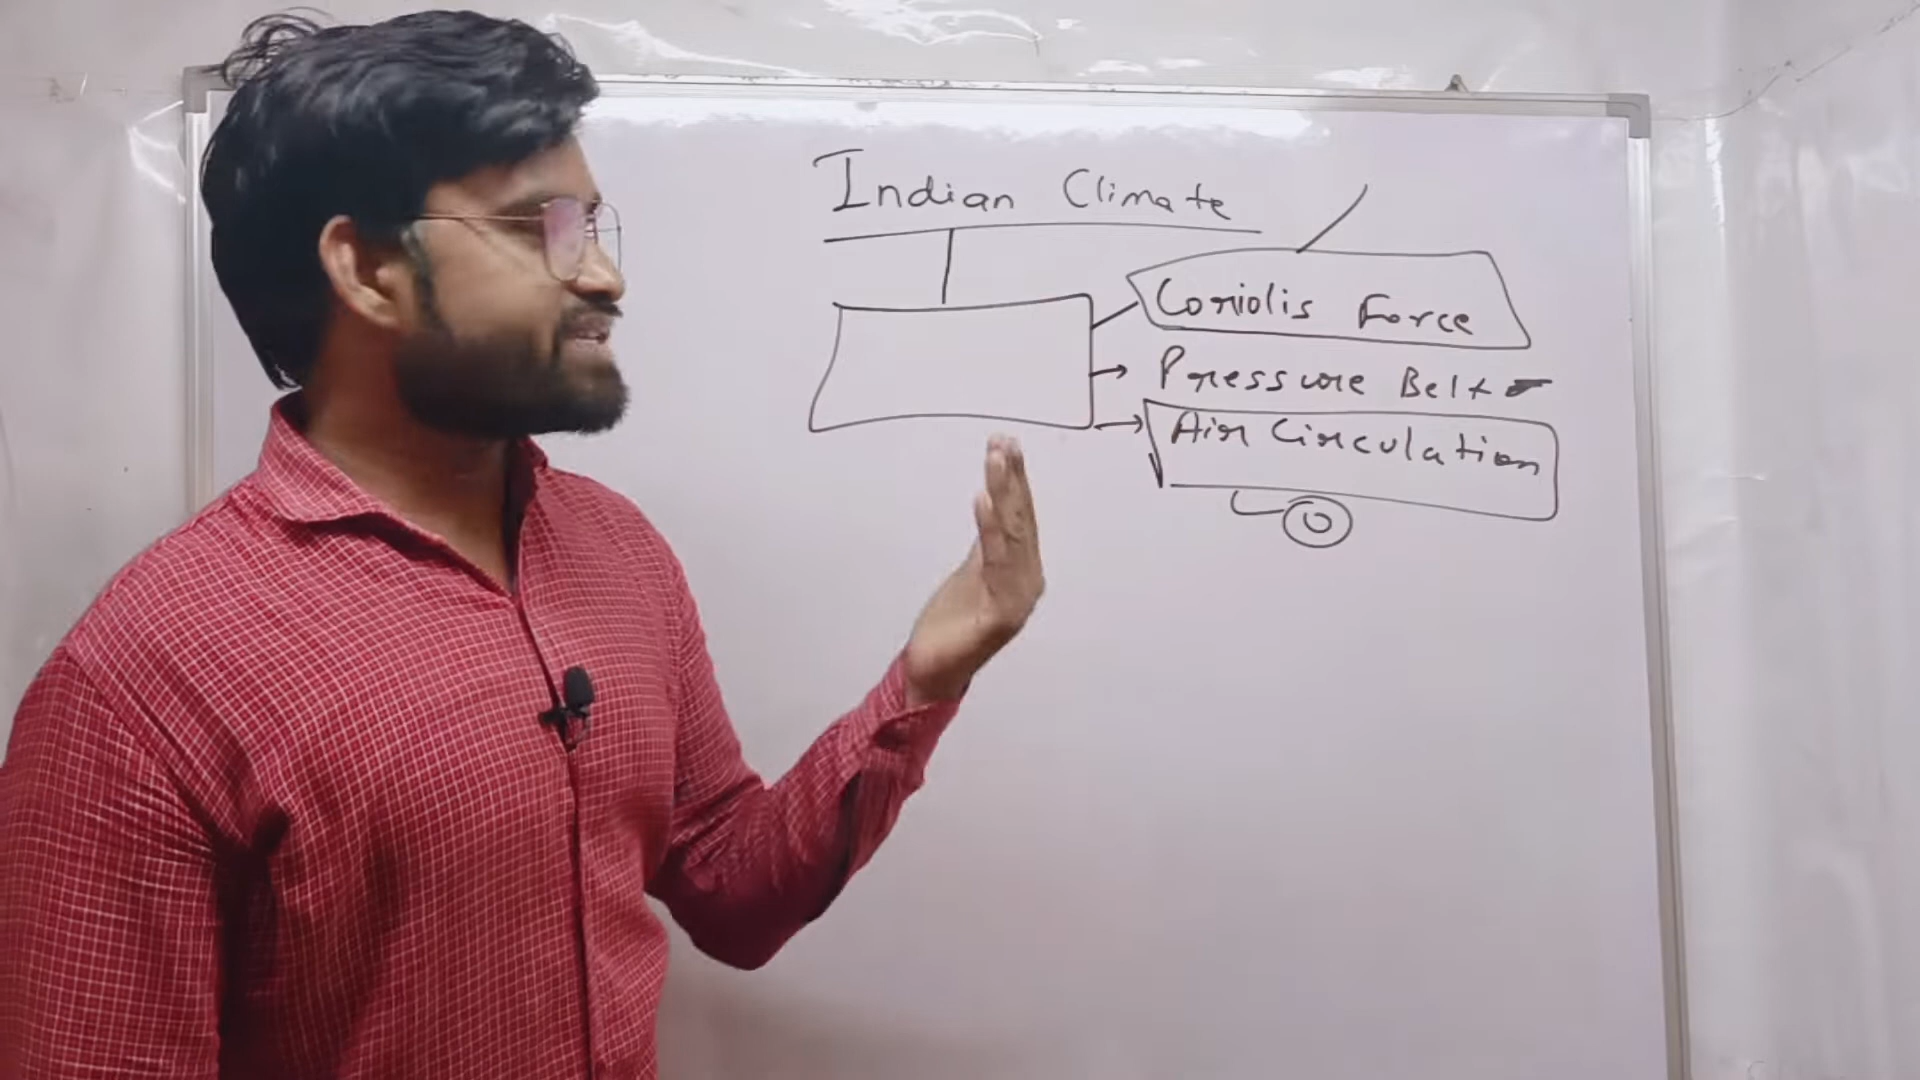 Indian Climate
Coriolis Force
Pressure Belt
Air Circulation